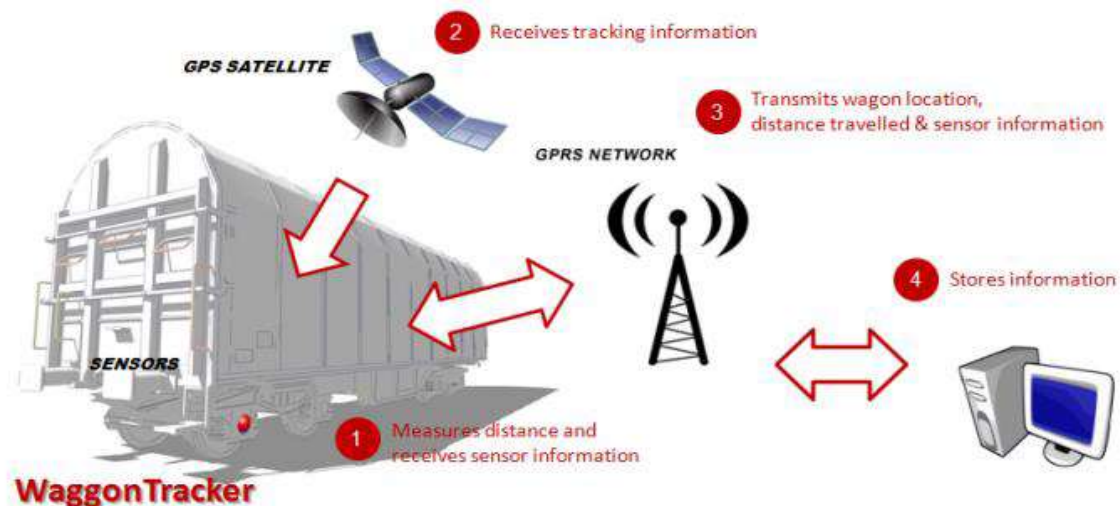 2 Receives tracking information
GPS SATELLITE
3 Transmits wagon location,
distance travelled & sensor information
GPRS NETWORK
4 Stores information
SENSORS
1 Measures distance and
receives sensor information
WaggonTracker